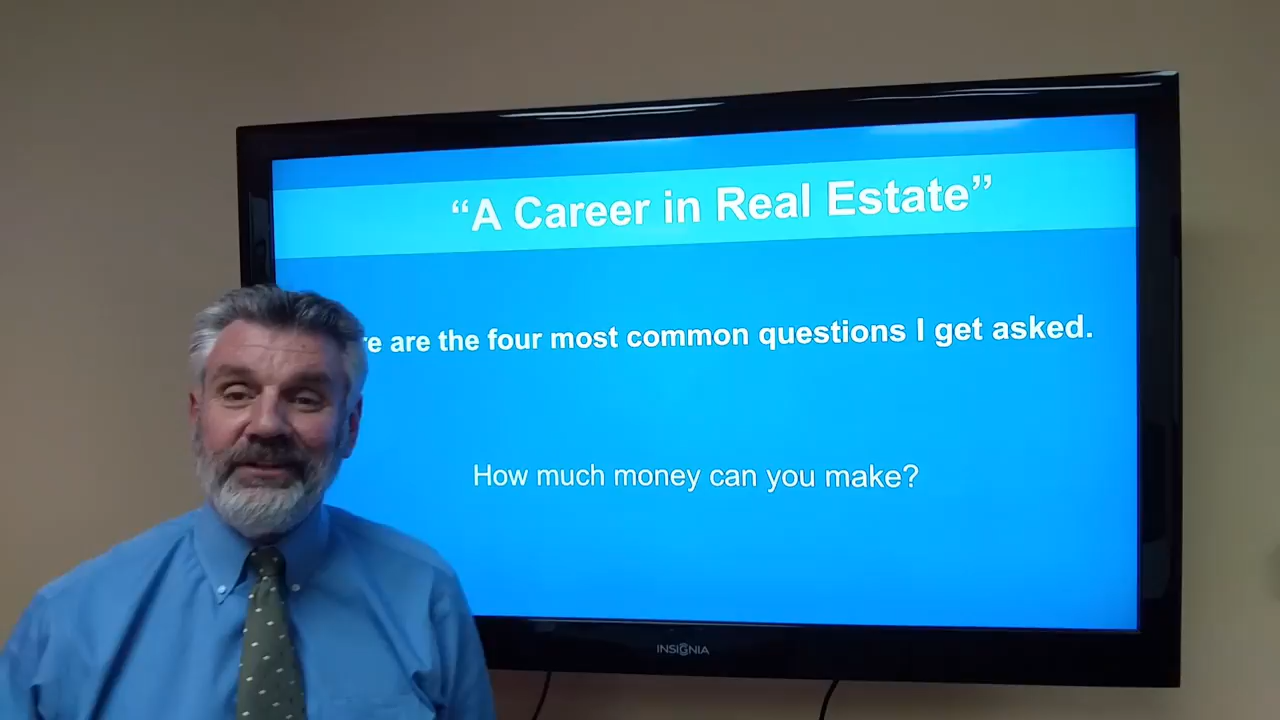 “A Career in Real Estate”
are the four most common questions I get asked.
How much money can you make?
INSIGNIA